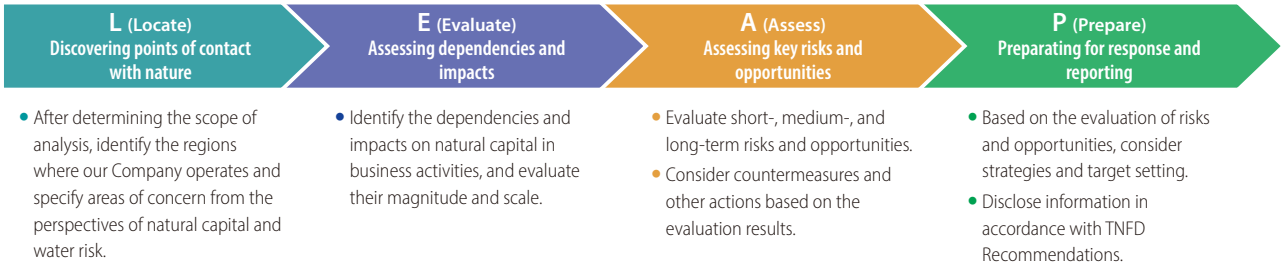 L (Locate)
Discovering points of contact
with nature
E (Evaluate)
Assessing dependencies and
impacts
A (Assess)
Assessing key risks and
opportunities
P (Prepare)
Preparating for response and
reporting
• After determining the scope of
analysis, identify the regions
where our Company operates and
specify areas of concern from the
perspectives of natural capital and
water risk.
• Identify the dependencies and
impacts on natural capital in
business activities, and evaluate
their magnitude and scale.
• Evaluate short-, medium-, and
long-term risks and opportunities.
• Consider countermeasures and
other actions based on the
evaluation results.
• Based on the evaluation of risks
and opportunities, consider
strategies and target setting.
• Disclose information in
accordance with TNFD
Recommendations.